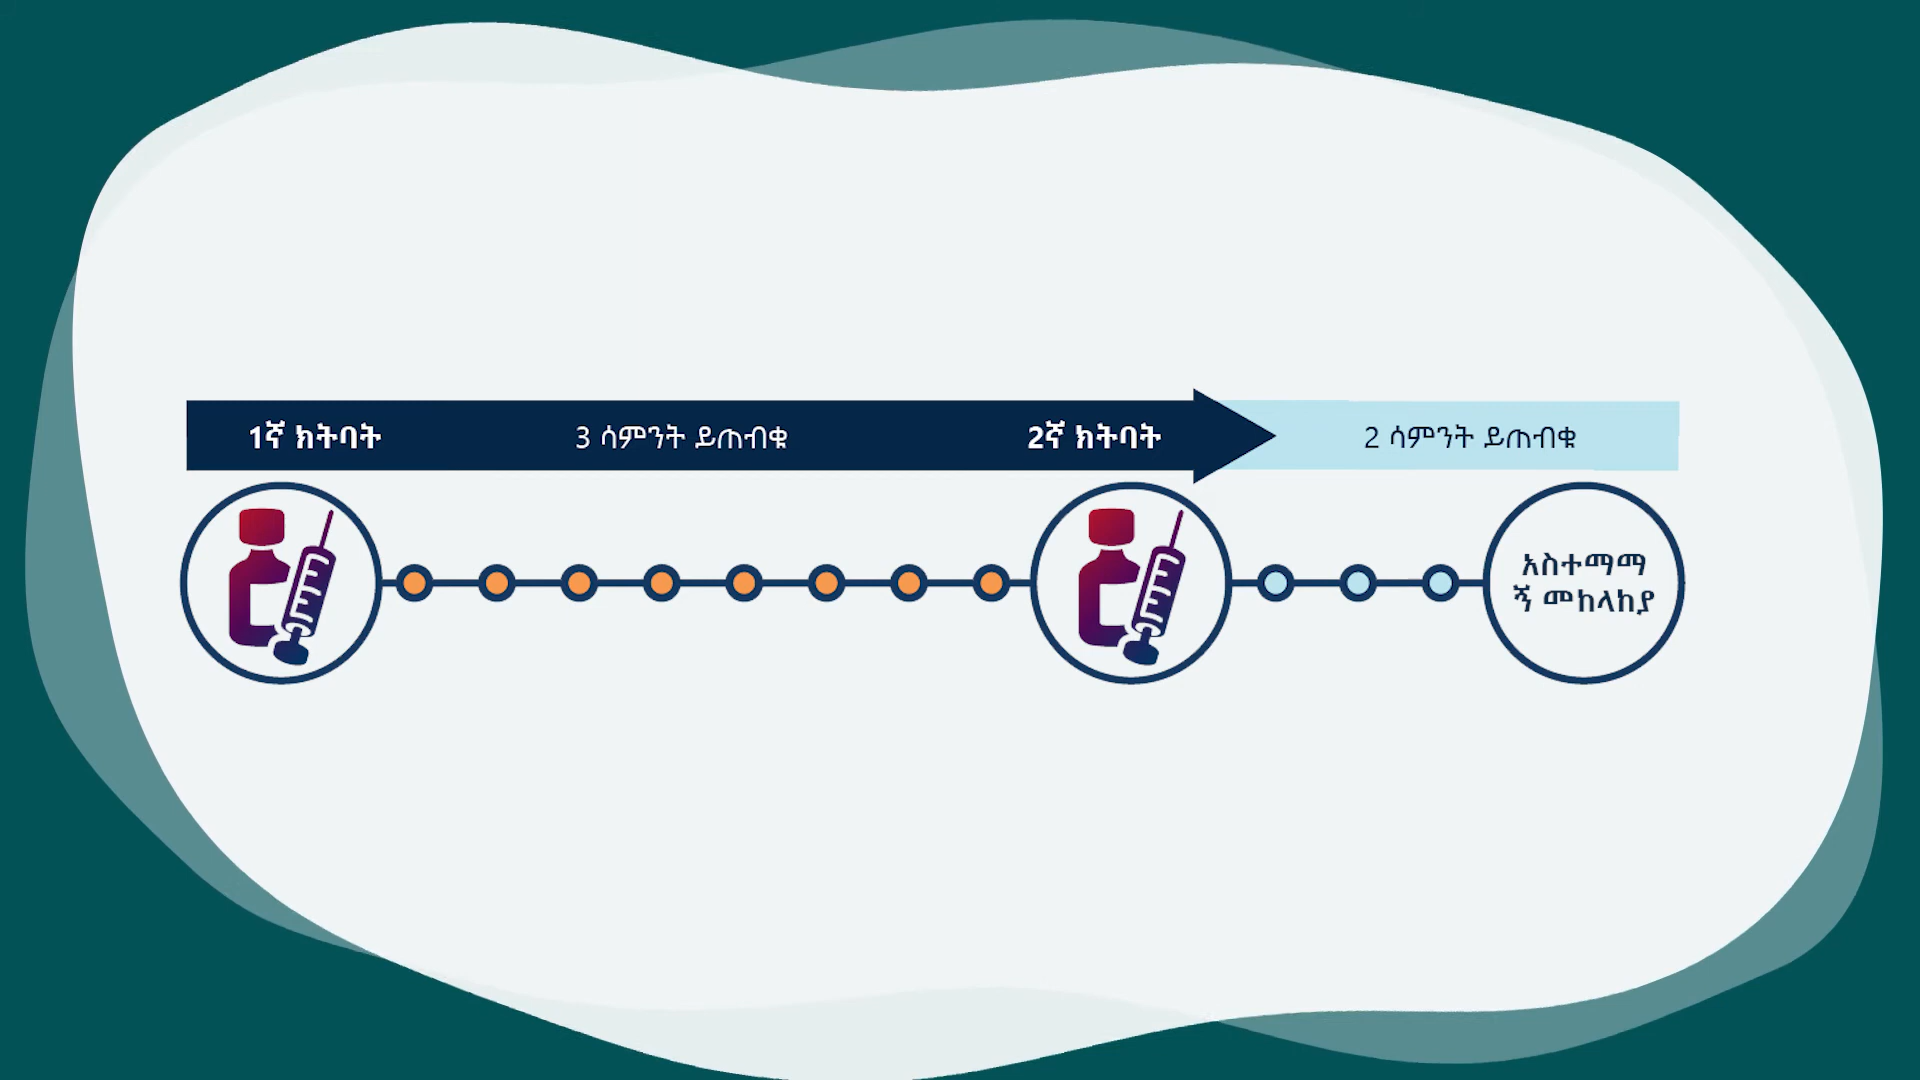 1ኛ ክትባት
3 ሳምንት ይጠብቁ
2ኛ ክትባት
2 ሳምንት ይጠብቁ
አስተማማ
ኝ መከላከያ